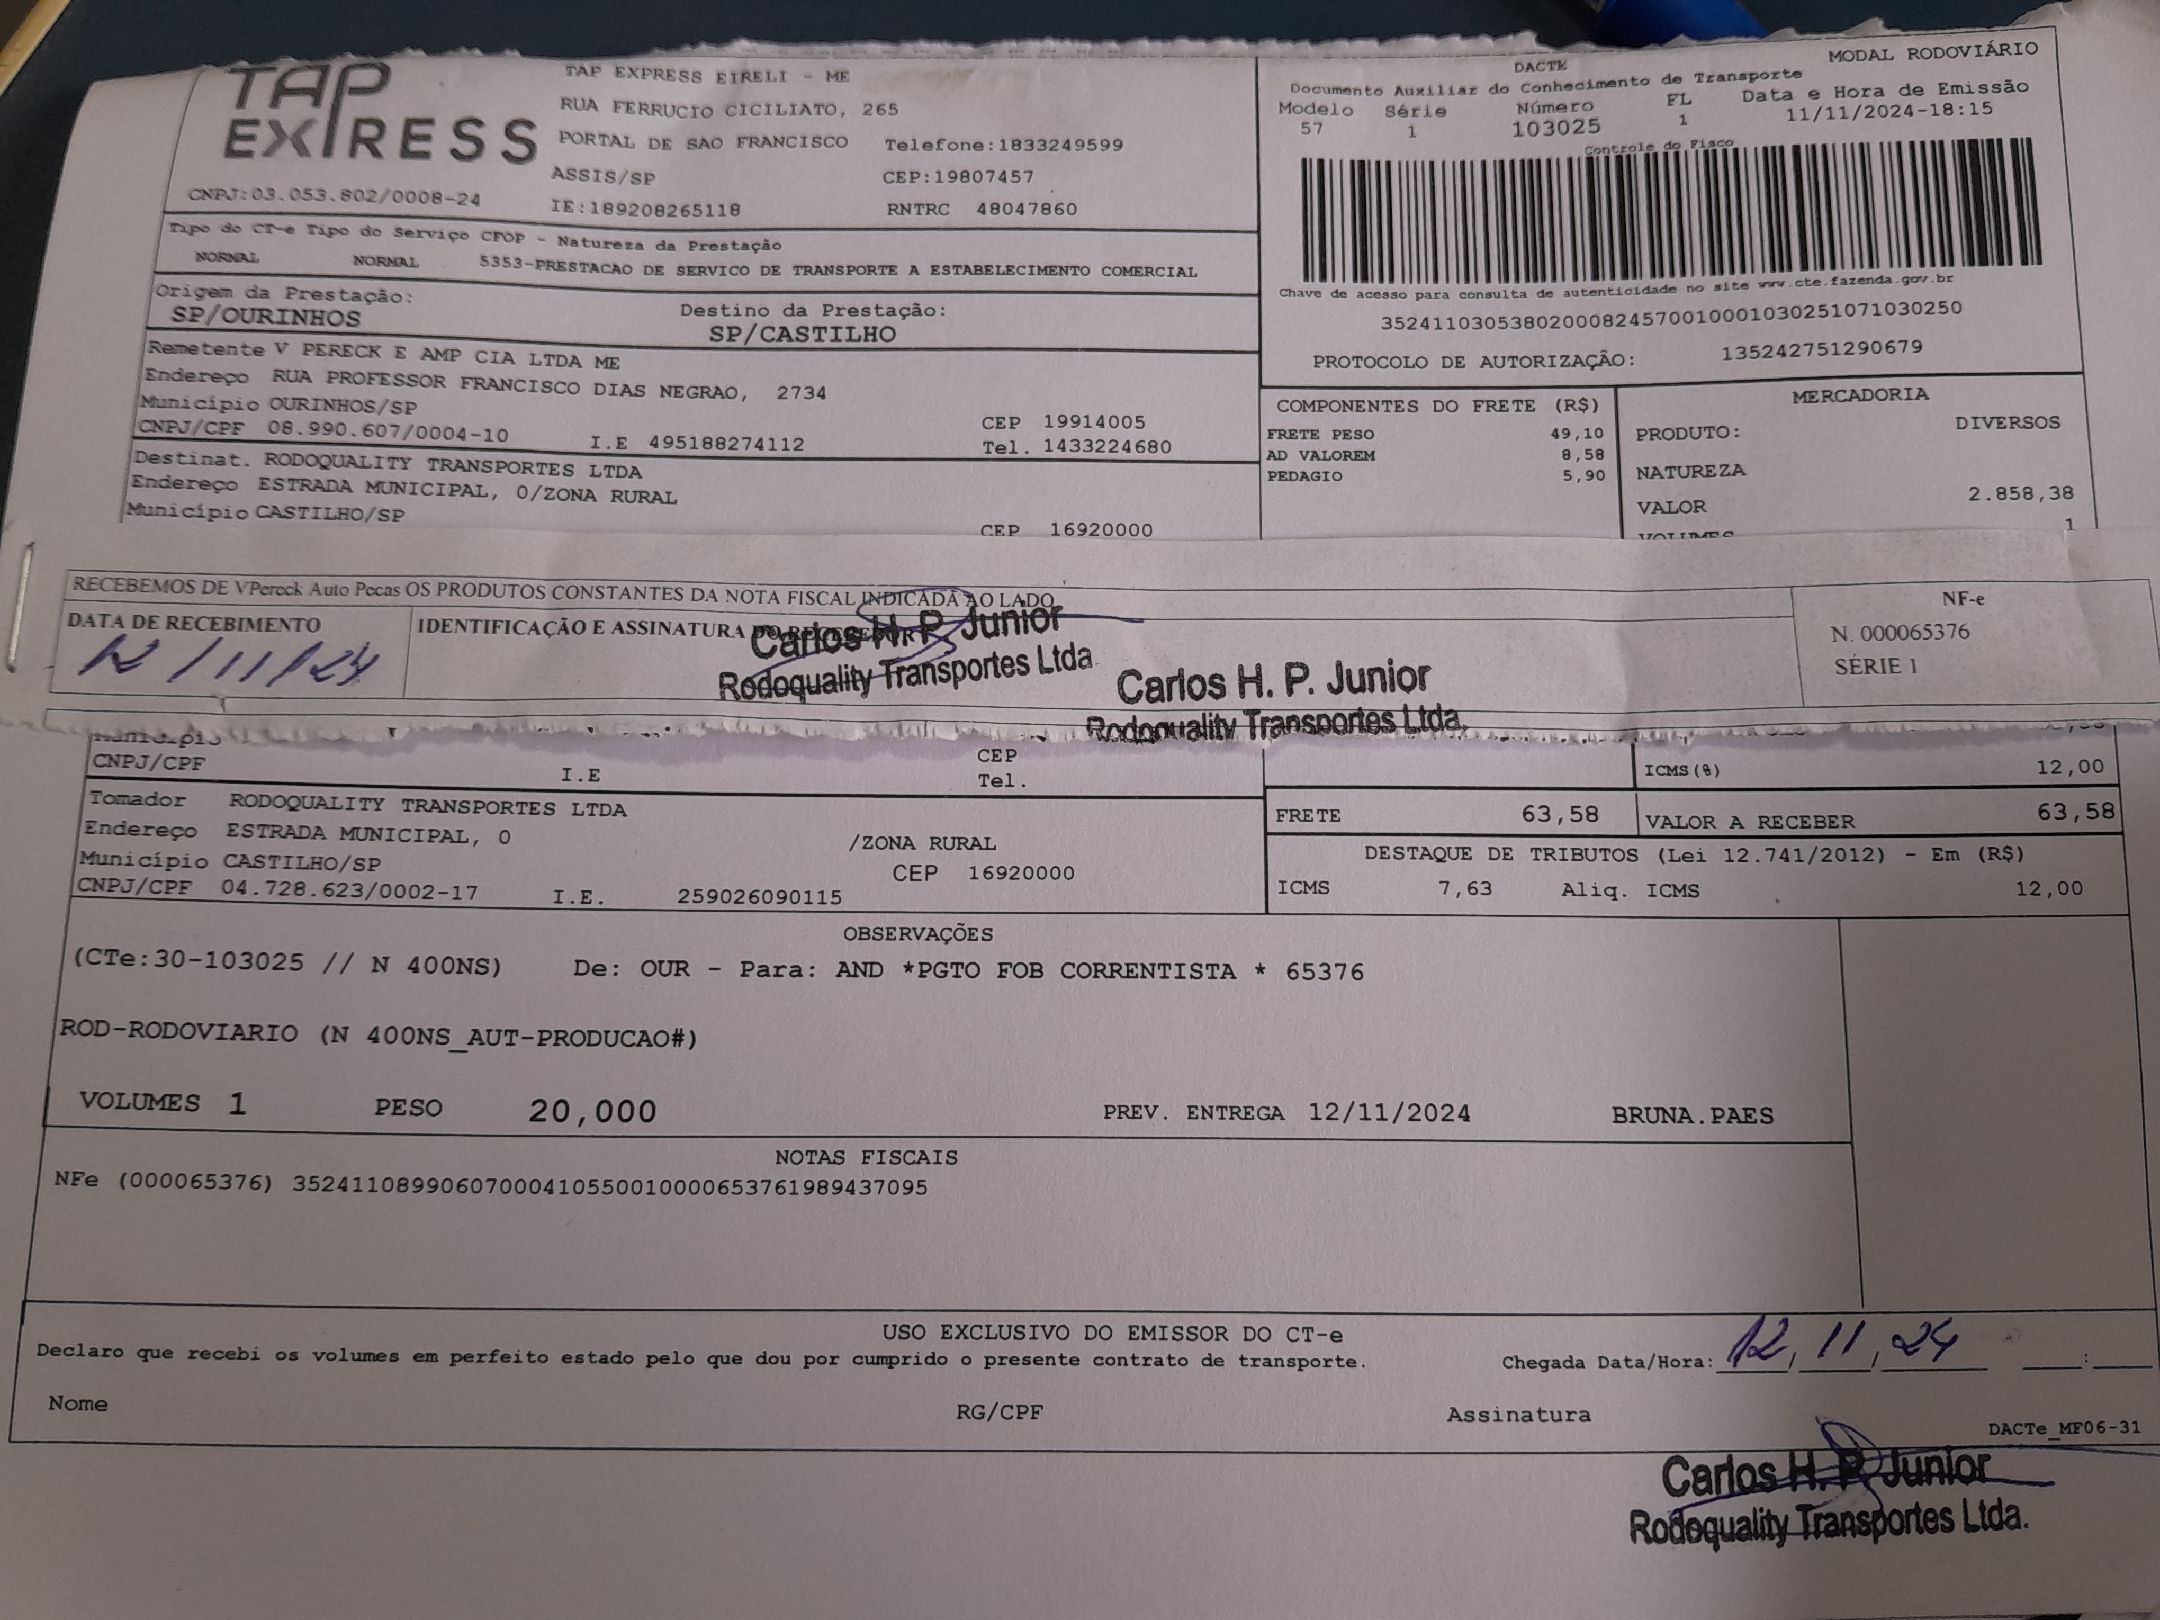 TAP EXPRESS
TAP EXPRESS EIRELI - ME
RUA FERRUCIO CICILIATO, 265
PORTAL DE SAO FRANCISCO Telefone:1833249599
ASSIS/SP CEP:19807457
CNPJ:03.053.802/0008-24 IE:189208265118 RNTRC 48047860
DACTE MODAL RODOVIÁRIO
Documento Auxiliar do Conhecimento de Transporte
Modelo Série Número FL Data e Hora de Emissão
57 1 103025 1 11/11/2024-18:15
Controle do Fisco
Chave de acesso para consulta de autenticidade no site www.cte.fazenda.gov.br
35241103053802000824570010001030251071030250
PROTOCOLO DE AUTORIZAÇÃO: 135242751290679
Tipo do CT-e Tipo do Serviço CFOP - Natureza da Prestação
NORMAL NORMAL 5353-PRESTACAO DE SERVICO DE TRANSPORTE A ESTABELECIMENTO COMERCIAL
Origem da Prestação: Destino da Prestação:
SP/OURINHOS SP/CASTILHO
Remetente V PERECK E AMP CIA LTDA ME
Endereço RUA PROFESSOR FRANCISCO DIAS NEGRAO, 2734
Município OURINHOS/SP CEP 19914005
CNPJ/CPF 08.990.607/0004-10 I.E 495188274112 Tel. 1433224680
Destinat. RODOQUALITY TRANSPORTES LTDA
Endereço ESTRADA MUNICIPAL, 0/ZONA RURAL
Município CASTILHO/SP CEP 16920000
COMPONENTES DO FRETE (R$)
FRETE PESO 49,10
AD VALOREM 8,58
PEDAGIO 5,90
MERCADORIA
PRODUTO: DIVERSOS
NATUREZA
VALOR 2.858,38
VOLUMES 1
RECEBEMOS DE VPereck Auto Pecas OS PRODUTOS CONSTANTES DA NOTA FISCAL INDICADA AO LADO
DATA DE RECEBIMENTO IDENTIFICAÇÃO E ASSINATURA DO RECEBEDOR
12/11/24
Carlos H. P. Junior
Rodoquality Transportes Ltda
Carlos H. P. Junior
Rodoquality Transportes Ltda.
NF-e
N. 000065376
SÉRIE 1
Município CEP
CNPJ/CPF I.E Tel.
ICMS(%) 12,00
Tomador RODOQUALITY TRANSPORTES LTDA
Endereço ESTRADA MUNICIPAL, 0 /ZONA RURAL
Município CASTILHO/SP CEP 16920000
CNPJ/CPF 04.728.623/0002-17 I.E. 259026090115
FRETE 63,58 VALOR A RECEBER 63,58
DESTAQUE DE TRIBUTOS (Lei 12.741/2012) - Em (R$)
ICMS 7,63 Aliq. ICMS 12,00
OBSERVAÇÕES
(CTe:30-103025 // N 400NS) De: OUR - Para: AND *PGTO FOB CORRENTISTA * 65376
ROD-RODOVIARIO (N 400NS_AUT-PRODUCAO#)
VOLUMES 1 PESO 20,000 PREV. ENTREGA 12/11/2024 BRUNA.PAES
NOTAS FISCAIS
NFe (000065376) 35241108990607000410550010000653761989437095
USO EXCLUSIVO DO EMISSOR DO CT-e
Declaro que recebi os volumes em perfeito estado pelo que dou por cumprido o presente contrato de transporte. Chegada Data/Hora: 12, 11, 24 :
Nome RG/CPF Assinatura
DACTe_MF06-31
Carlos H. P. Junior
Rodoquality Transportes Ltda.